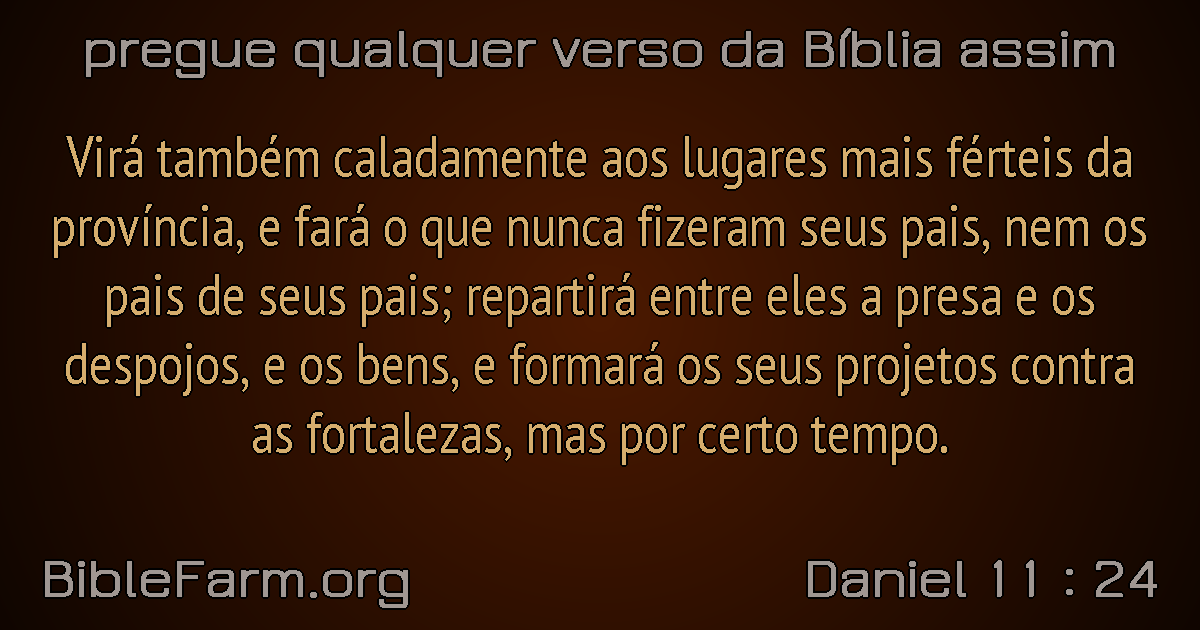 pregue qualquer verso da Bíblia assim
Virá também caladamente aos lugares mais férteis da
província, e fará o que nunca fizeram seus pais, nem os
pais de seus pais; repartirá entre eles a presa e os
despojos, e os bens, e formará os seus projetos contra
as fortalezas, mas por certo tempo.
BibleFarm.org
Daniel 11 : 24